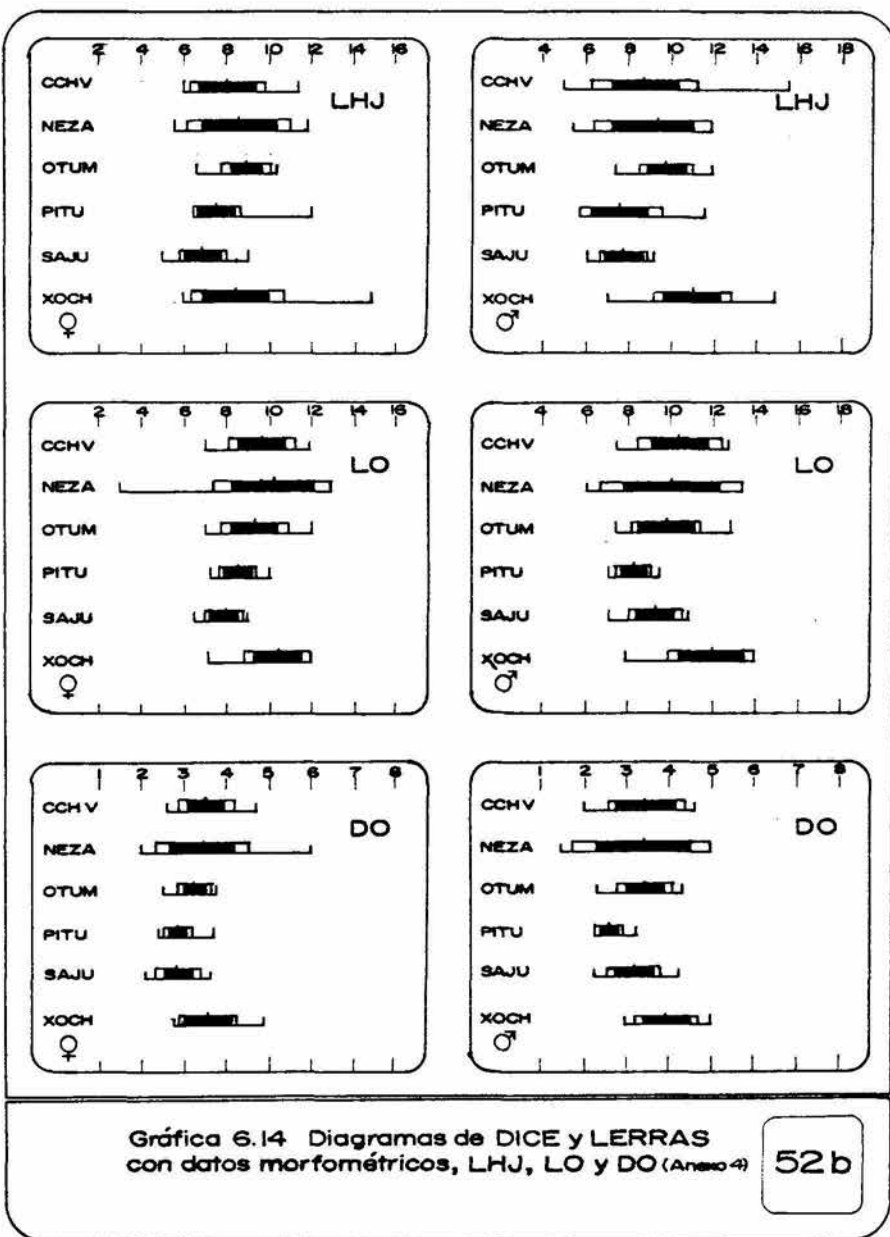 2 4 6 8 10 12 14 16
LHJ
CCHV
NEZA
OTUM
PITU
SAJU
XOCH
♀
4 6 8 10 12 14 16 18
LHJ
CCHV
NEZA
OTUM
PITU
SAJU
XOCH
♂
2 4 6 8 10 12 14 16
LO
CCHV
NEZA
OTUM
PITU
SAJU
XOCH
♀
4 6 8 10 12 14 16 18
LO
CCHV
NEZA
OTUM
PITU
SAJU
XOCH
♂
1 2 3 4 5 6 7 8
DO
CCHV
NEZA
OTUM
PITU
SAJU
XOCH
♀
1 2 3 4 5 6 7 8
DO
CCHV
NEZA
OTUM
PITU
SAJU
XOCH
♂
Gráfica 6.14 Diagramas de DICE y LERRAS
con datos morfométricos, LHJ, LO y DO (Anexo 4)
52b